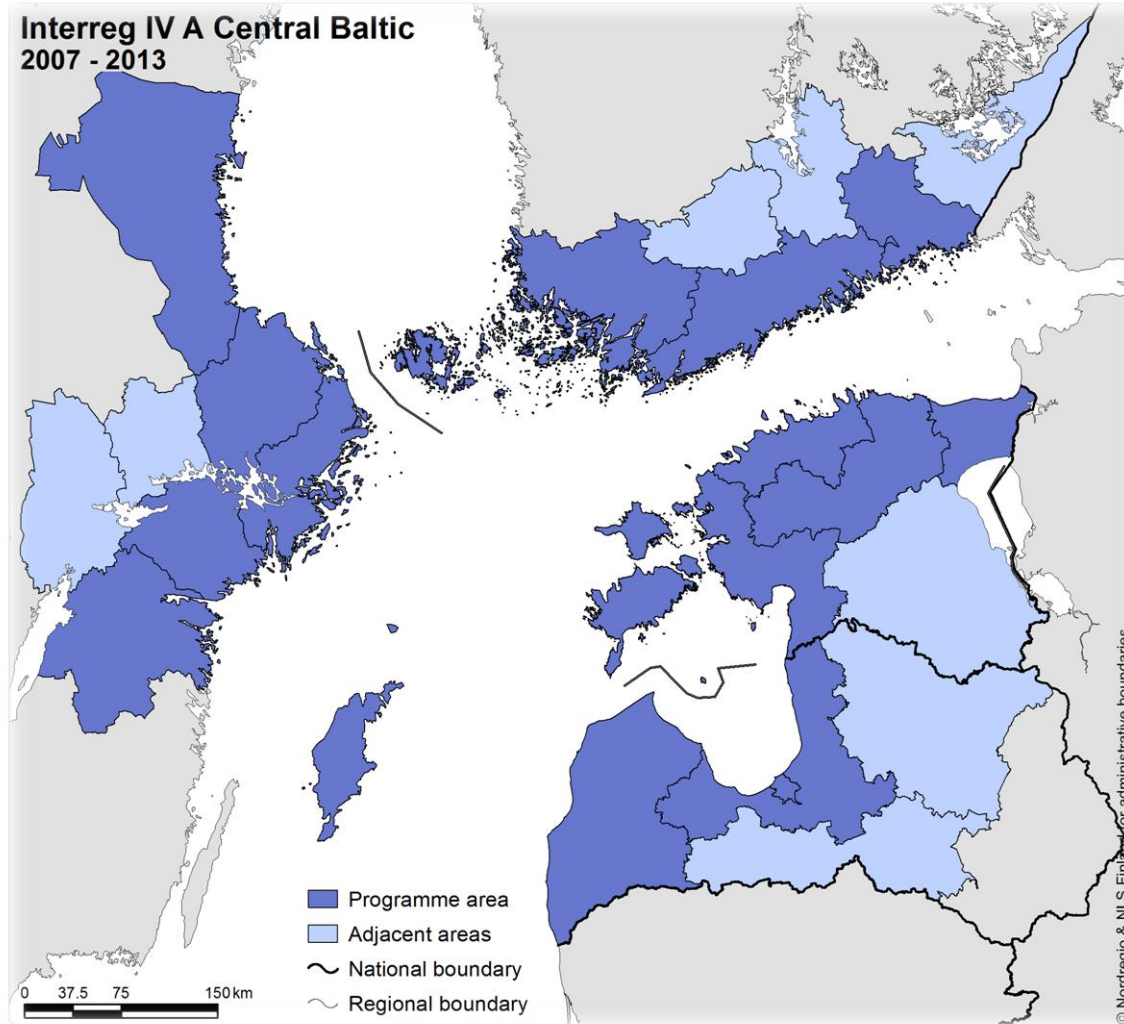 Interreg IV A Central Baltic
2007 - 2013
Programme area
Adjacent areas
National boundary
Regional boundary
0 37.5 75 150 km
© Nordregio & NLS Finland for administrative boundaries